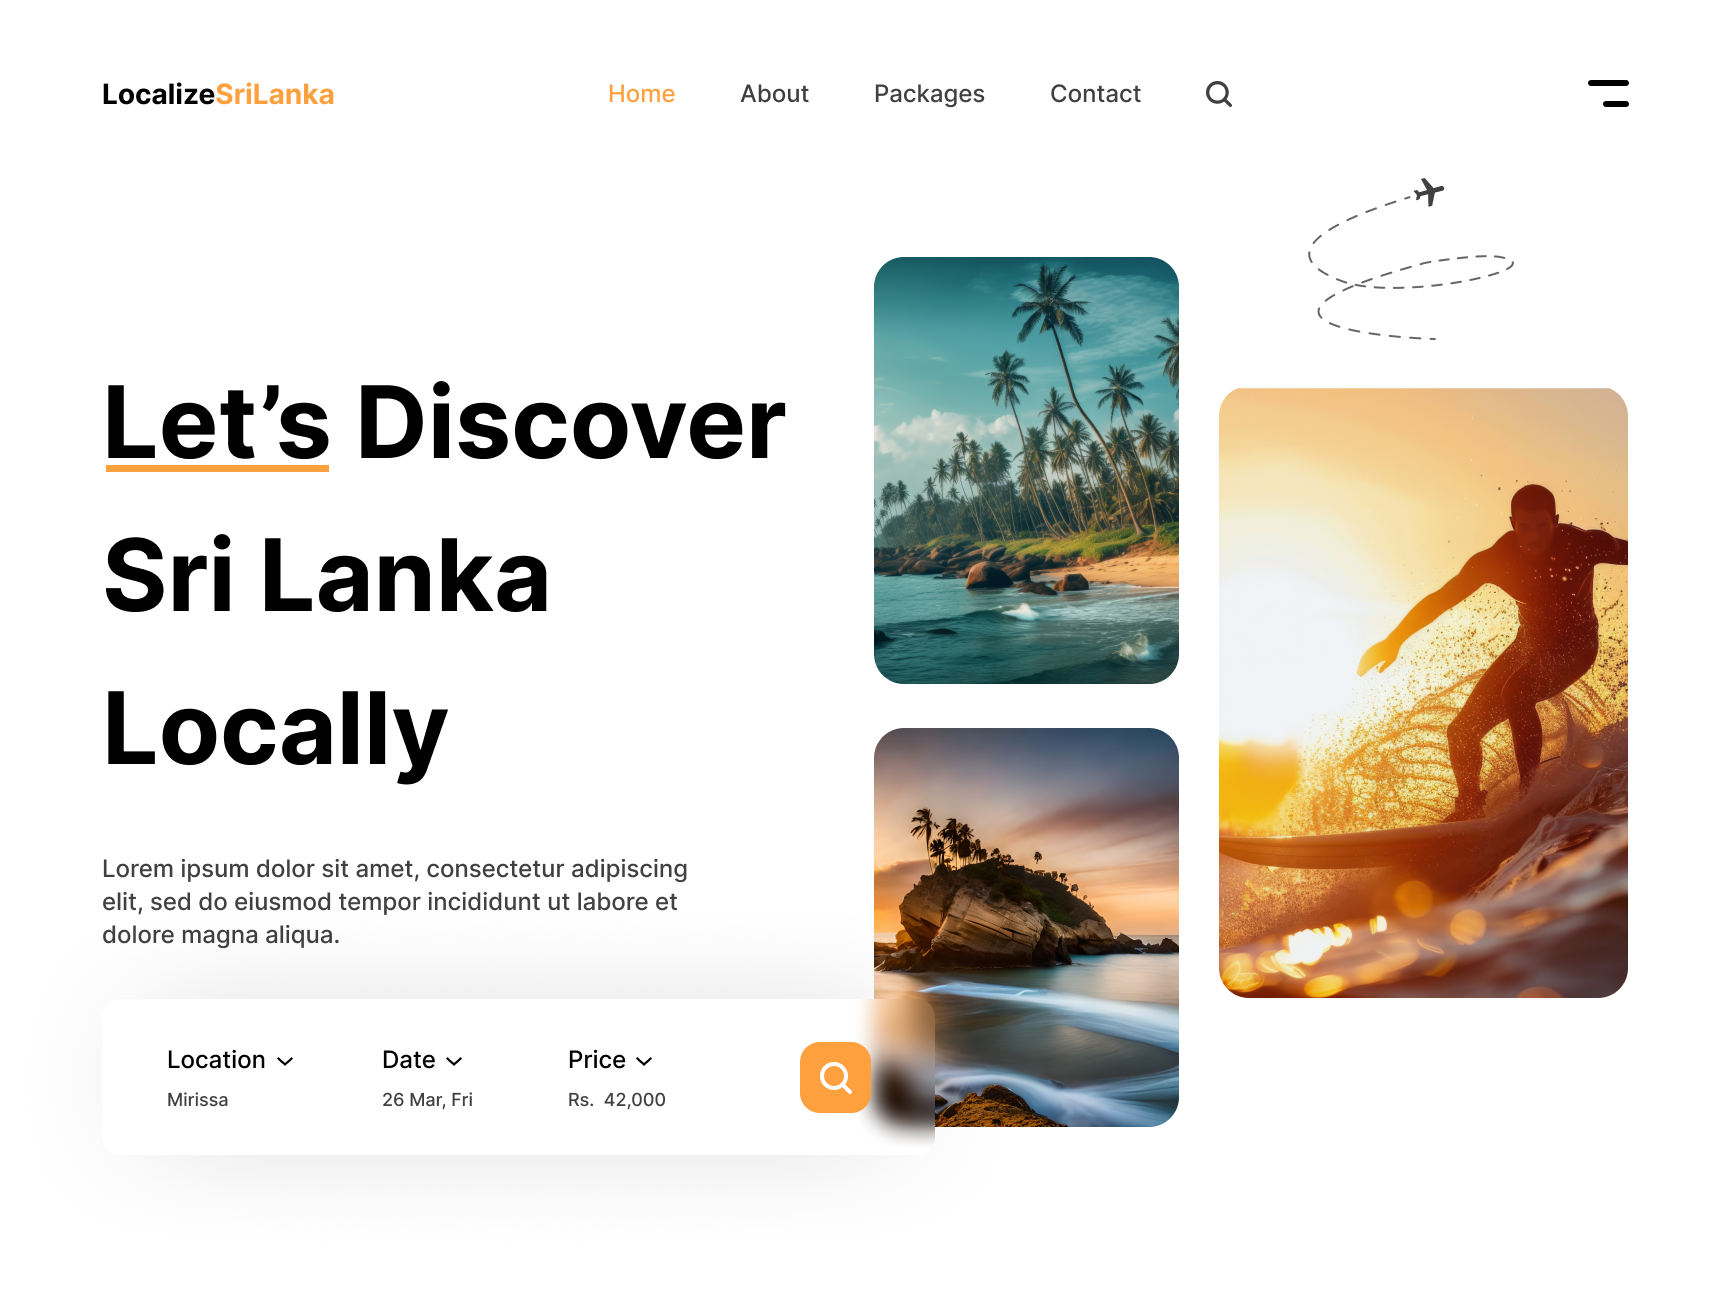 LocalizeSriLanka
Home About Packages Contact
Let’s Discover
Sri Lanka
Locally
Lorem ipsum dolor sit amet, consectetur adipiscing
elit, sed do eiusmod tempor incididunt ut labore et
dolore magna aliqua.
Location Date Price
Mirissa 26 Mar, Fri Rs. 42,000